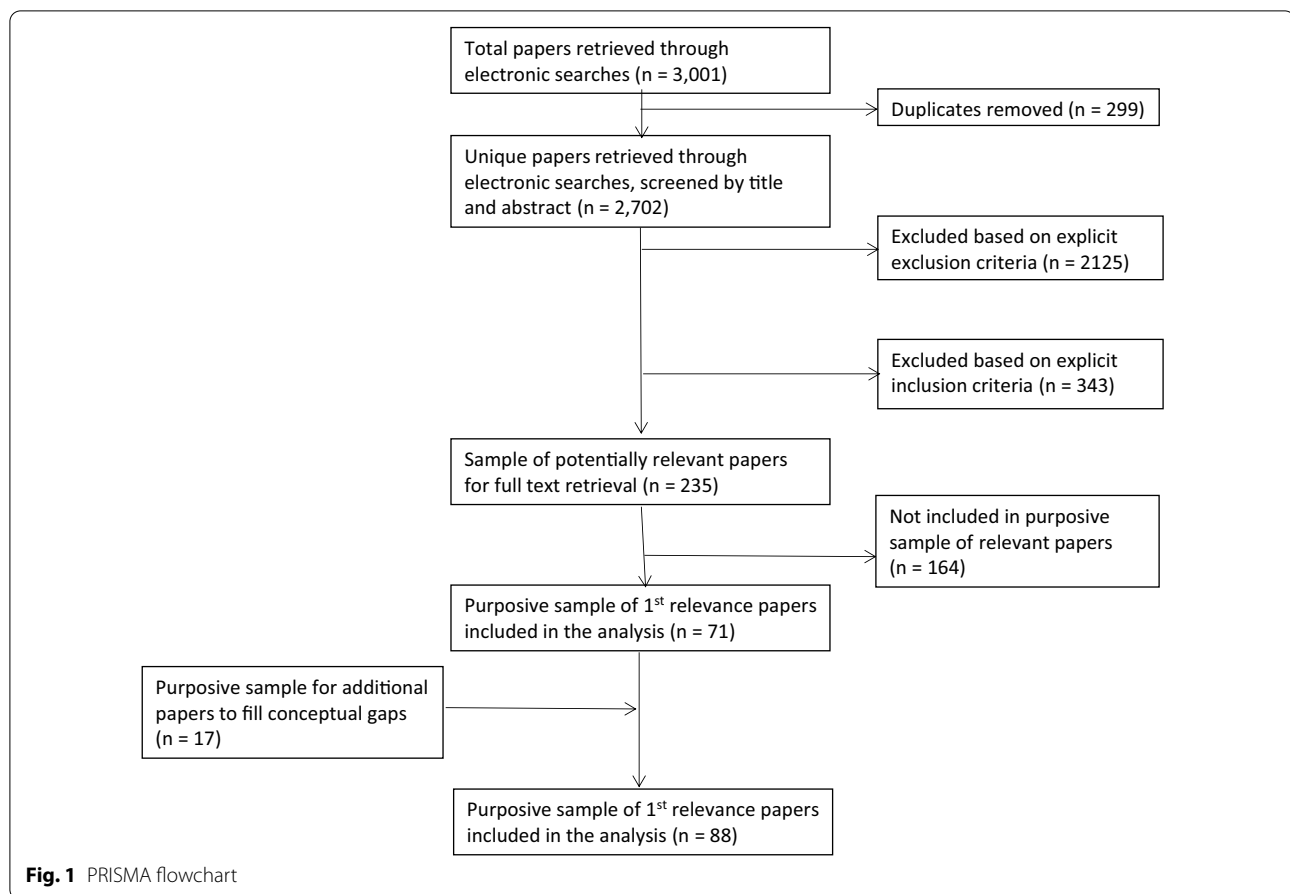 Total papers retrieved through
electronic searches (n = 3,001)
Duplicates removed (n = 299)
Unique papers retrieved through
electronic searches, screened by title
and abstract (n = 2,702)
Excluded based on explicit
exclusion criteria (n = 2125)
Excluded based on explicit
inclusion criteria (n = 343)
Sample of potentially relevant papers
for full text retrieval (n = 235)
Not included in purposive
sample of relevant papers
(n = 164)
Purposive sample of 1st relevance papers
included in the analysis (n = 71)
Purposive sample for additional
papers to fill conceptual gaps
(n = 17)
Purposive sample of 1st relevance papers
included in the analysis (n = 88)
Fig. 1 PRISMA flowchart